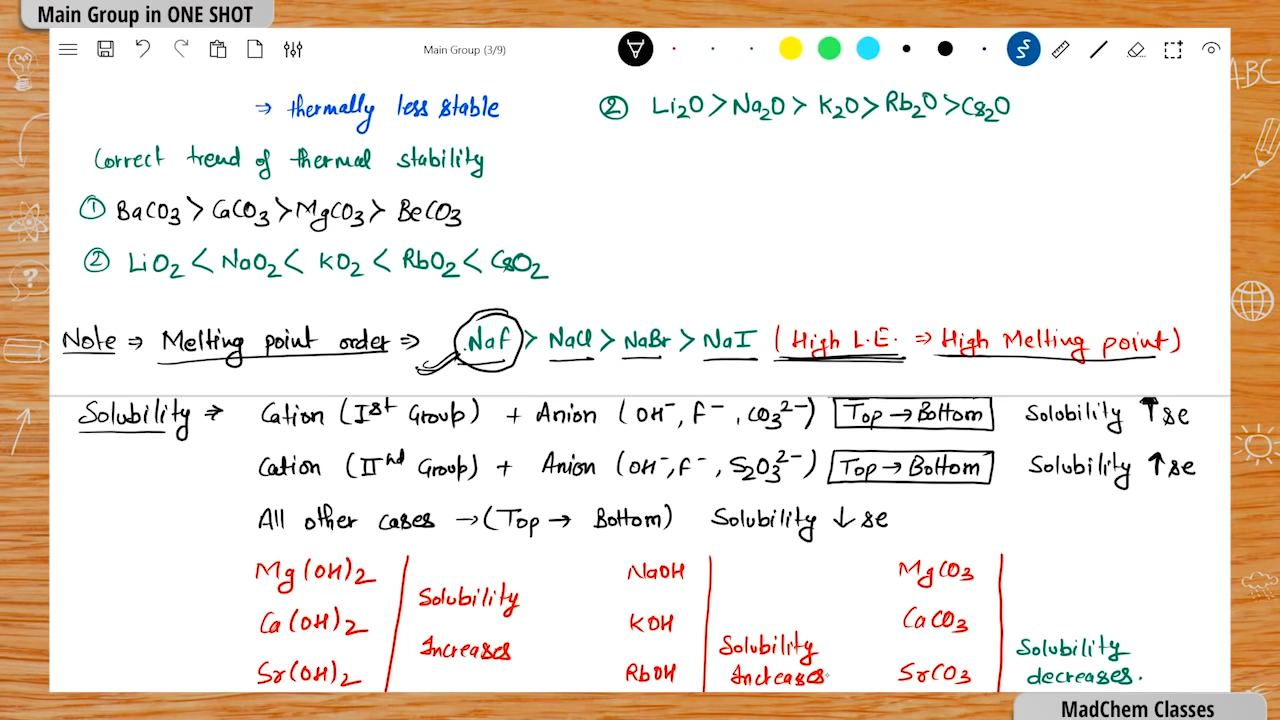 Main Group in ONE SHOT
Main Group (3/9)
→ thermally less stable
② Li2O > Na2O > K2O > Rb2O > Cs2O
Correct trend of thermal stability
① BaCO3 > CaCO3 > MgCO3 > BeCO3
② LiO2 < NaO2 < KO2 < RbO2 < CsO2
Note ⇒ Melting point order ⇒ NaF > NaCl > NaBr > NaI (High L.E. ⇒ High Melting point)
Solubility ⇒ Cation (Ist Group) + Anion (OH⁻, F⁻, CO3²⁻) Top → Bottom Solubility ↑se
Cation (IInd Group) + Anion (OH⁻, F⁻, S2O3²⁻) Top → Bottom Solubility ↑se
All other cases → (Top → Bottom) Solubility ↓se
Mg(OH)2
Ca(OH)2
Sr(OH)2
Solubility
Increases
NaOH
KOH
RbOH
Solubility
Increases
MgCO3
CaCO3
SrCO3
Solubility
decreases.
ABC
MadChem Classes